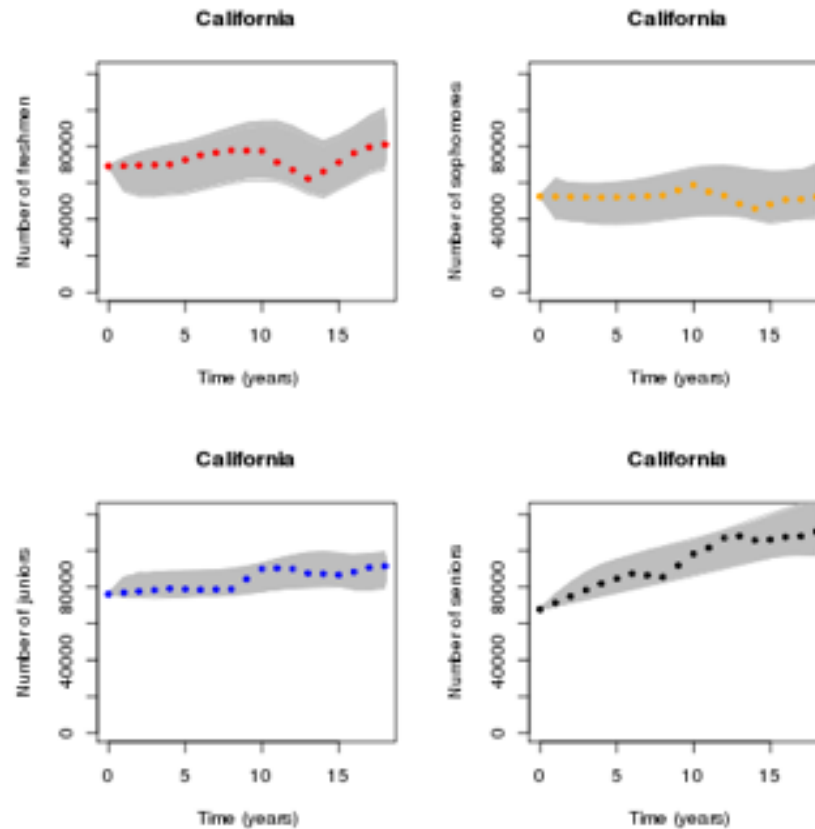 California
Number of freshmen
80000
40000
0
0 5 10 15
Time (years)
California
Number of sophomores
80000
40000
0
0 5 10 15
Time (years)
California
Number of juniors
80000
40000
0
0 5 10 15
Time (years)
California
Number of seniors
80000
40000
0
0 5 10 15
Time (years)